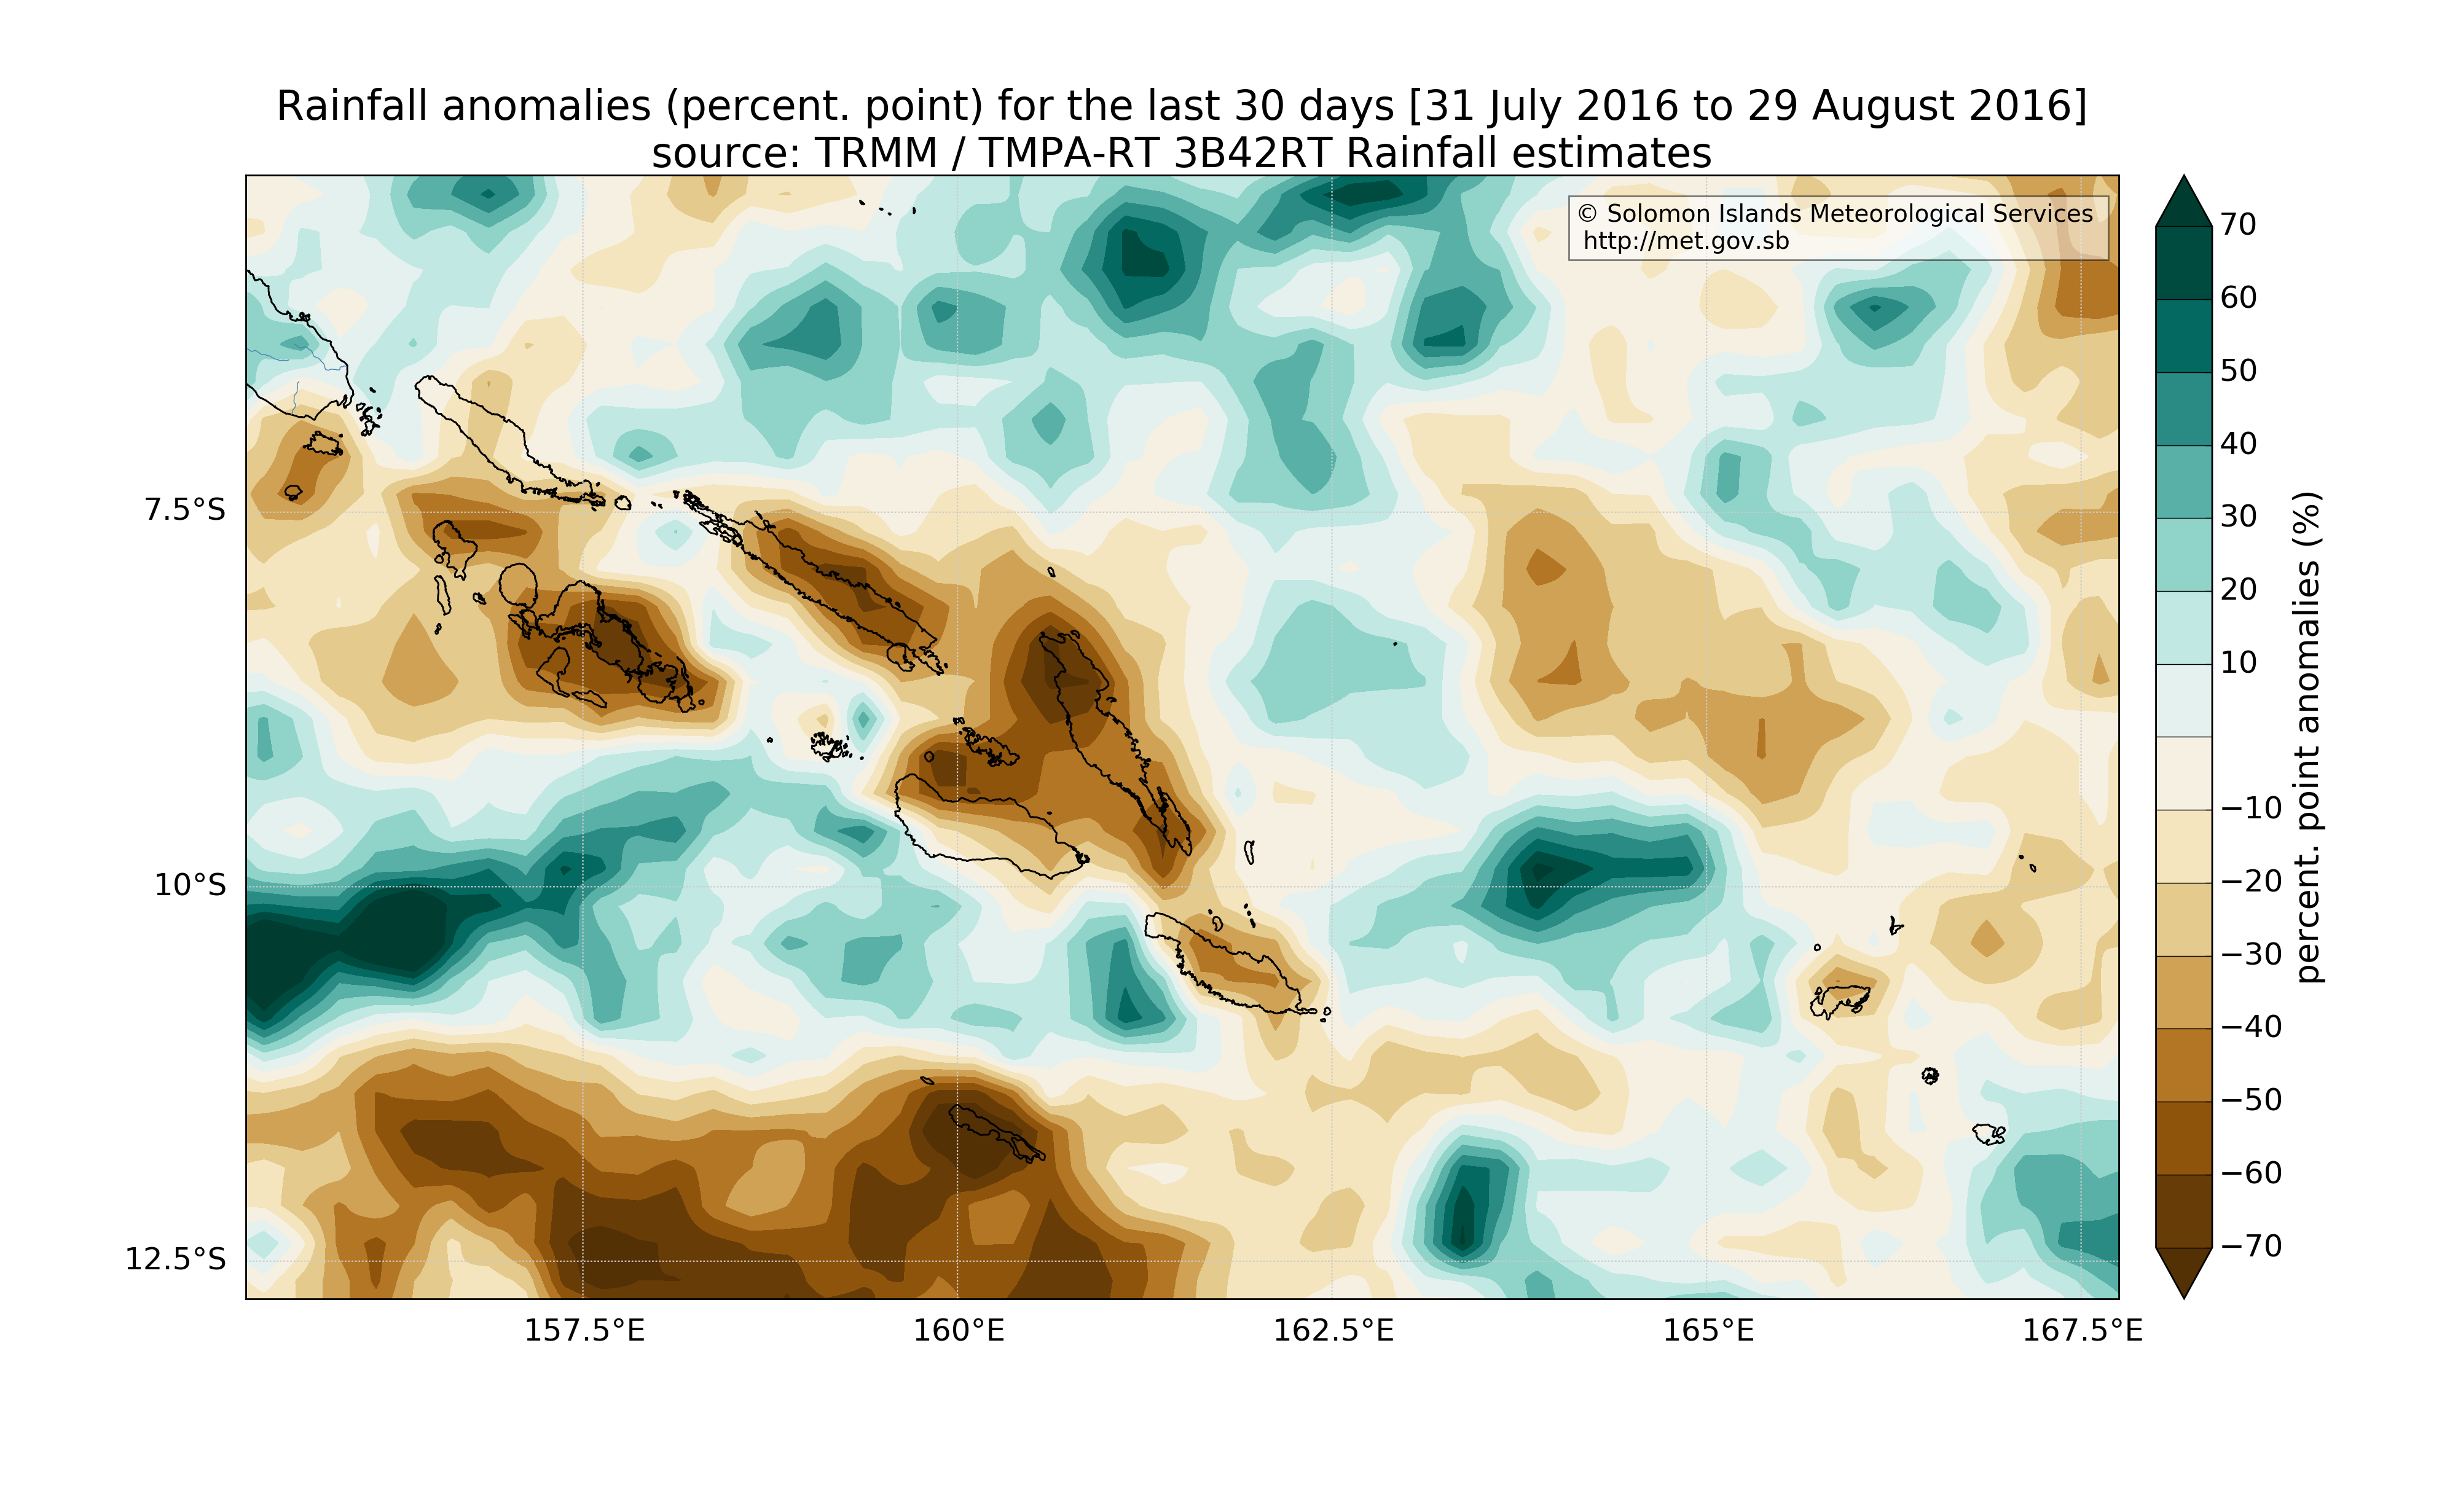 Rainfall anomalies (percent. point) for the last 30 days [31 July 2016 to 29 August 2016]
source: TRMM / TMPA-RT 3B42RT Rainfall estimates
© Solomon Islands Meteorological Services
http://met.gov.sb
7.5°S
10°S
12.5°S
157.5°E
160°E
162.5°E
165°E
167.5°E
70
60
50
40
30
20
10
−10
−20
−30
−40
−50
−60
−70
percent. point anomalies (%)